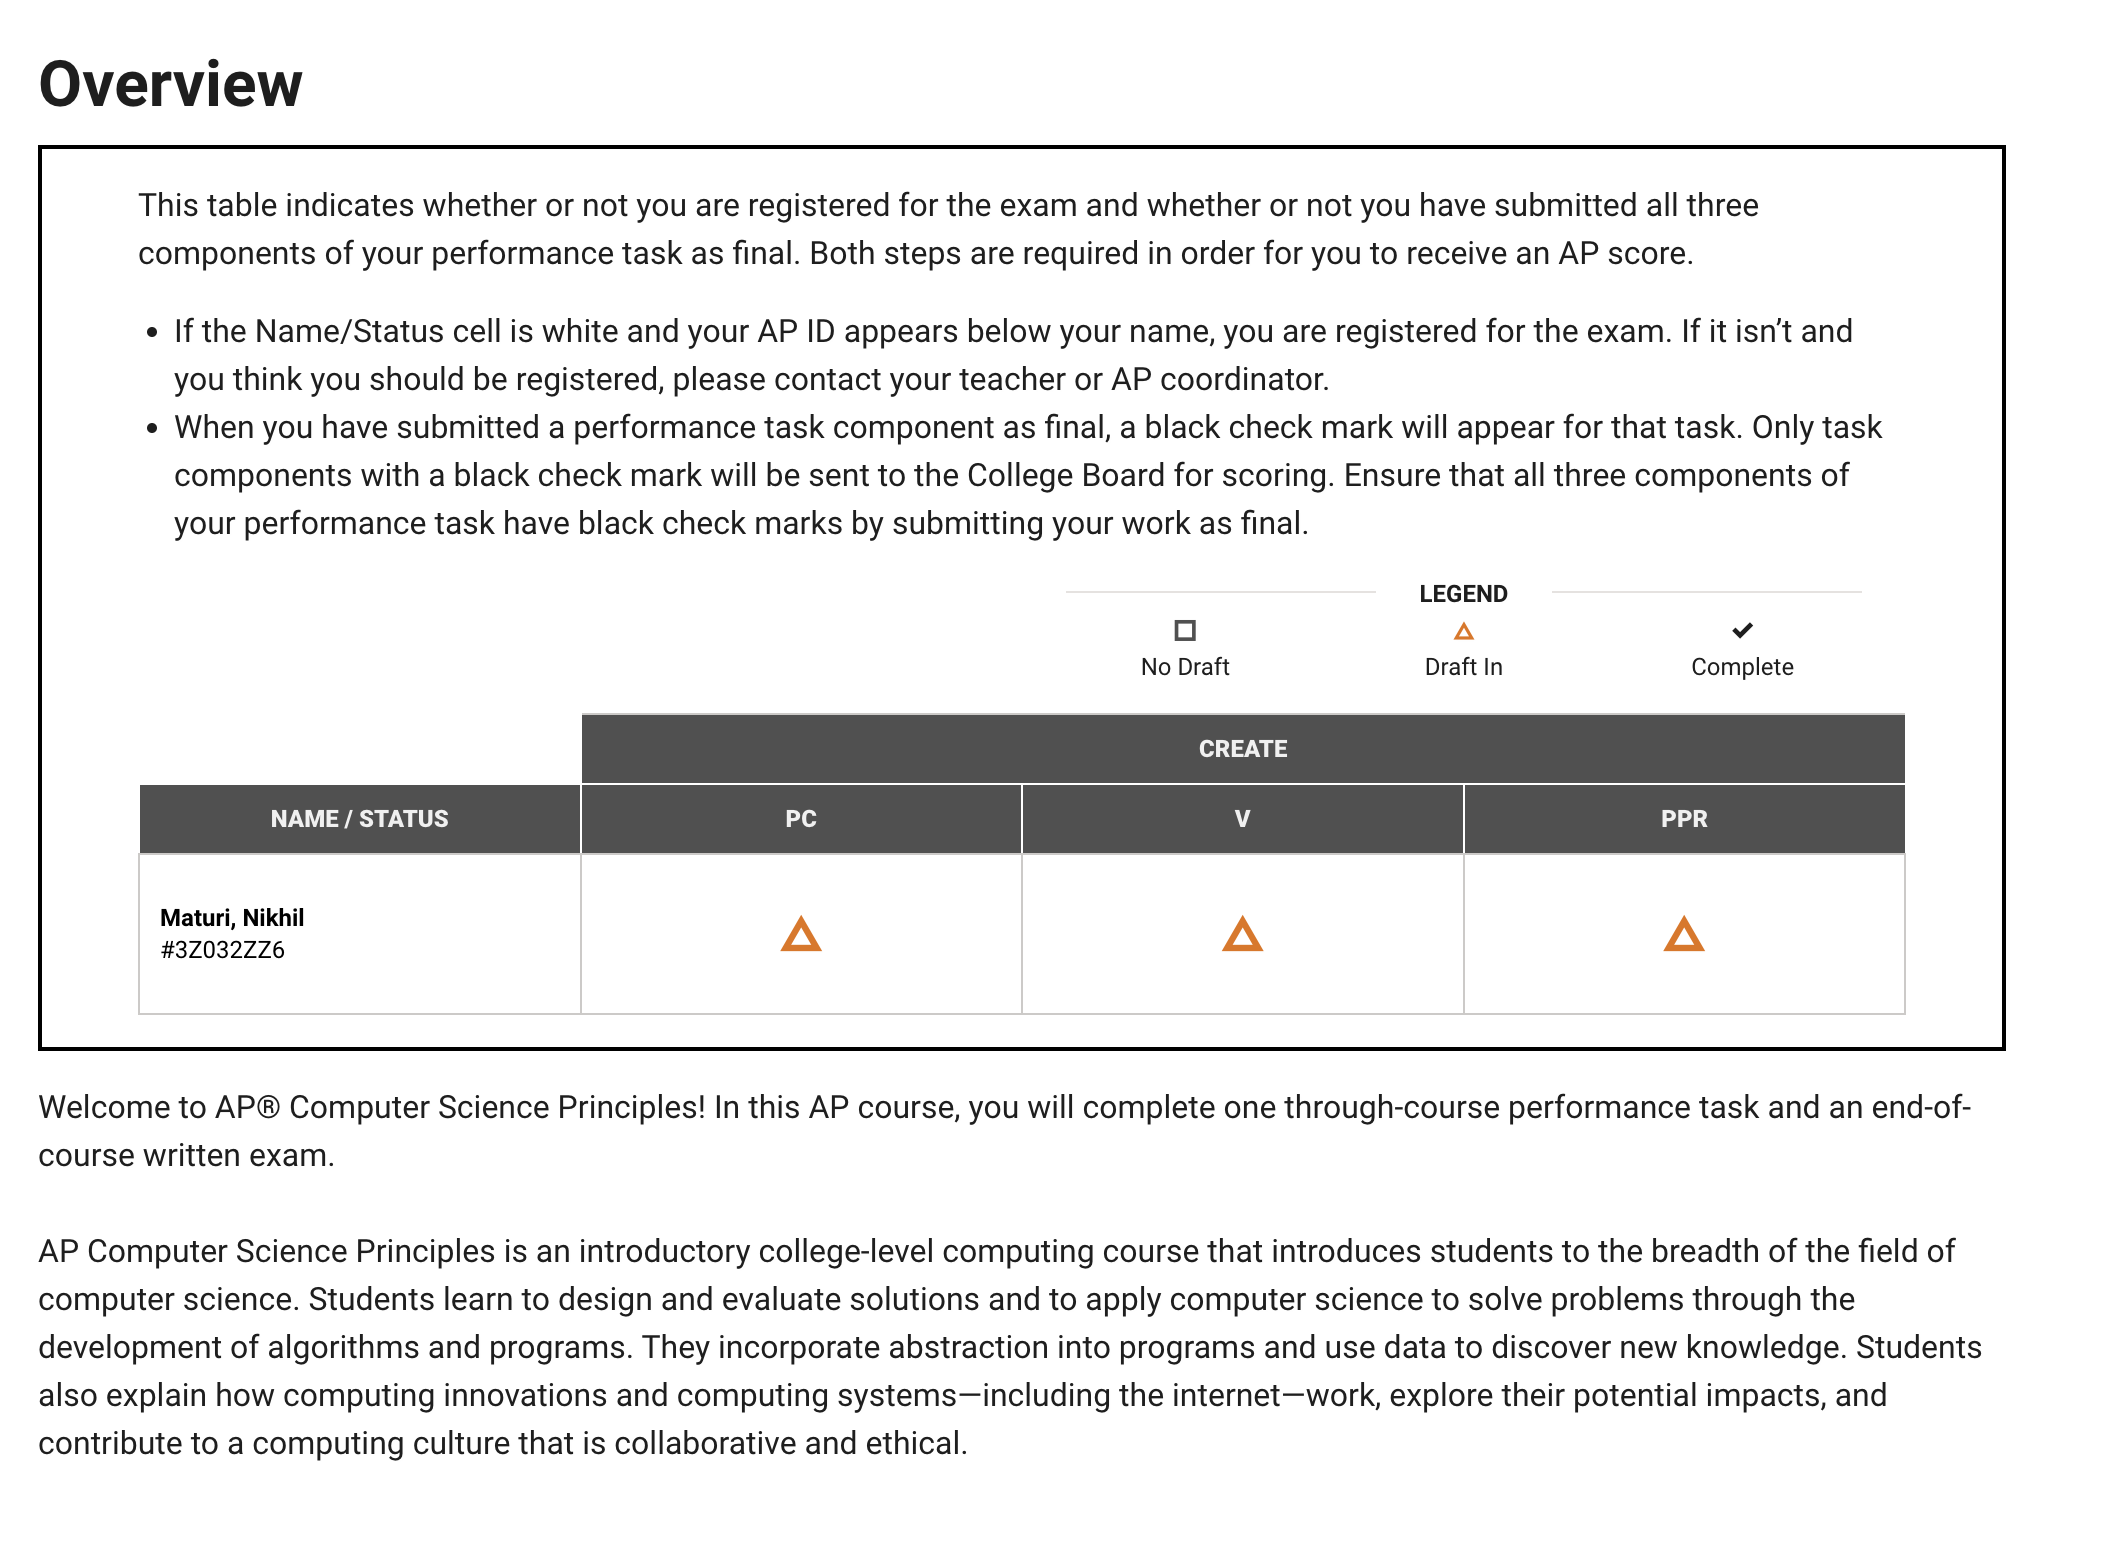 Overview
This table indicates whether or not you are registered for the exam and whether or not you have submitted all three
components of your performance task as final. Both steps are required in order for you to receive an AP score.
• If the Name/Status cell is white and your AP ID appears below your name, you are registered for the exam. If it isn’t and
you think you should be registered, please contact your teacher or AP coordinator.
• When you have submitted a performance task component as final, a black check mark will appear for that task. Only task
components with a black check mark will be sent to the College Board for scoring. Ensure that all three components of
your performance task have black check marks by submitting your work as final.
LEGEND
No Draft Draft In Complete
CREATE
NAME / STATUS PC V PPR
Maturi, Nikhil
#3Z032ZZ6
Welcome to AP® Computer Science Principles! In this AP course, you will complete one through-course performance task and an end-of-
course written exam.
AP Computer Science Principles is an introductory college-level computing course that introduces students to the breadth of the field of
computer science. Students learn to design and evaluate solutions and to apply computer science to solve problems through the
development of algorithms and programs. They incorporate abstraction into programs and use data to discover new knowledge. Students
also explain how computing innovations and computing systems—including the internet—work, explore their potential impacts, and
contribute to a computing culture that is collaborative and ethical.